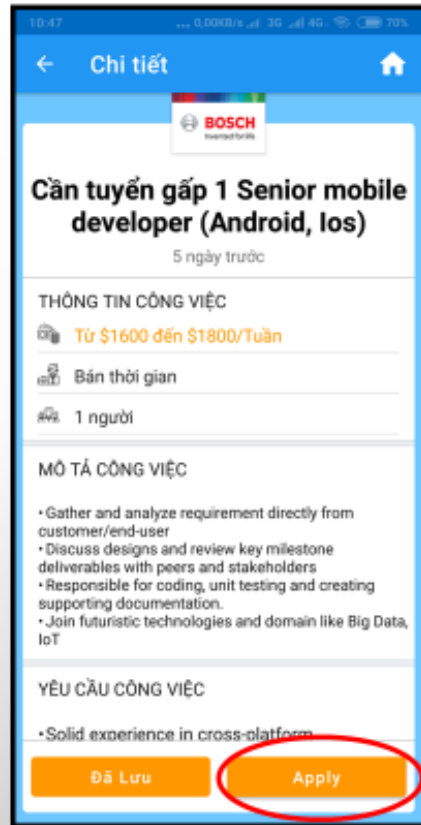 10:47 ... 0,00KB/s 3G 4G 70%
Chi tiết
BOSCH
Invented for life
Cần tuyển gấp 1 Senior mobile
developer (Android, Ios)
5 ngày trước
THÔNG TIN CÔNG VIỆC
Từ $1600 đến $1800/Tuần
Bán thời gian
1 người
MÔ TẢ CÔNG VIỆC
• Gather and analyze requirement directly from
customer/end-user
• Discuss designs and review key milestone
deliverables with peers and stakeholders
• Responsible for coding, unit testing and creating
supporting documentation.
• Join futuristic technologies and domain like Big Data,
IoT
YÊU CẦU CÔNG VIỆC
• Solid experience in cross-platform
Đã Lưu Apply